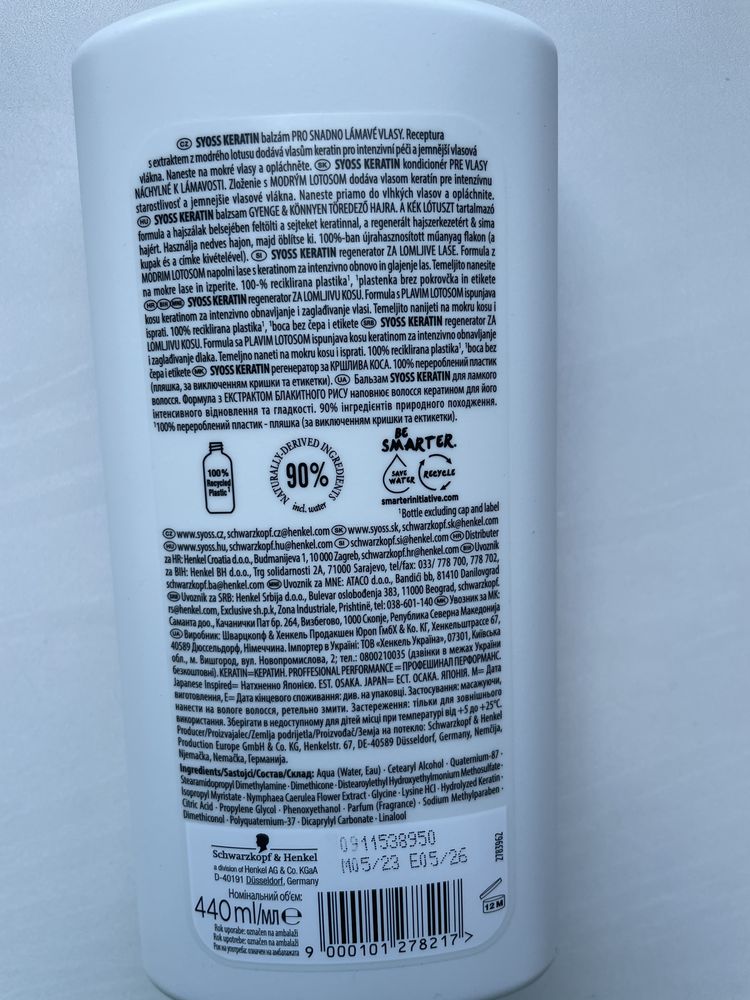 CZ SYOSS KERATIN balzám PRO SNADNO LÁMAVÉ VLASY. Receptura
s extraktem z modrého lotusu dodává vlasům keratin pro intenzivní péči a jemnější vlasová
vlákna. Naneste na mokré vlasy a opláchněte. SK SYOSS KERATIN kondicionér PRE VLASY
NÁCHYLNÉ K LÁMAVOSTI. Zloženie s MODRÝM LOTOSOM dodáva vlasom keratín pre intenzívnu
starostlivosť a jemnejšie vlasové vlákna. Naneste priamo do vlhkých vlasov a opláchnite.
HU SYOSS KERATIN balzsam GYENGE & KÖNNYEN TÖREDEZŐ HAJRA. A KÉK LÓTUSZT tartalmazó
formula a hajszálak belsejében feltölti a sejteket keratinnal, a regenerált hajszerkezetért & sima
hajért. Használja nedves hajon, majd öblítse ki. 100%-ban újrahasznosított műanyag flakon (a
kupak és a címke kivételével). SI SYOSS KERATIN regenerator ZA LOMLJIVE LASE. Formula z
MODRIM LOTOSOM napolni lase s keratinom za intenzivno obnovo in glajenje las. Temeljito nanesite
na mokre lase in izperite. 100-% reciklirana plastika¹, ¹plastenka brez pokrovčka in etikete
HR BIH MNE SYOSS KERATIN regenerator ZA LOMLJIVU KOSU. Formula s PLAVIM LOTOSOM ispunjava
kosu keratinom za intenzivno obnavljanje i zaglađivanje vlasi. Temeljito nanijeti na mokru kosu i
isprati. 100% reciklirana plastika¹, ¹boca bez čepa i etikete SRB SYOSS KERATIN regenerator ZA
LOMLJIVU KOSU. Formula sa PLAVIM LOTOSOM ispunjava kosu keratinom za intenzivno obnavljanje
i zaglađivanje dlaka. Temeljno naneti na mokru kosu i isprati. 100% reciklirana plastika¹, ¹boca bez
čepa i etikete MK SYOSS KERATIN регенератор за КРШЛИВА КОСА. 100% переробленний пластик
(пляшка, за виключенням кришки та етикетки). UA Бальзам SYOSS KERATIN для ламкого
волосся. Формула з ЕКСТРАКТОМ БЛАКИТНОГО РИСУ наповнює волосся кератином для його
інтенсивного відновлення та гладкості. 90% інгредієнтів природного походження.
¹100% перероблений пластик - пляшка (за виключенням кришки та ектикетки).
100%
Recycled
Plastic¹
NATURALLY-DERIVED INGREDIENTS
90%
incl. water
BE
SMARTER.
SAVE
WATER
RECYCLE
smarterinitiative.com
¹Bottle excluding cap and label
CZ www.syoss.cz, schwarzkopf.cz@henkel.com SK www.syoss.sk, schwarzkopf.sk@henkel.com
HU www.syoss.hu, schwarzkopf.hu@henkel.com SI schwarzkopf.si@henkel.com HR Distributer
za HR: Henkel Croatia d.o.o., Budmanijeva 1, 10 000 Zagreb, schwarzkopf.hr@henkel.com BIH Uvoznik
za BIH: Henkel BH d.o.o., Trg solidarnosti 2A, 71000 Sarajevo, tel/fax: 033/ 778 700, 778 702,
schwarzkopf.ba@henkel.com MNE Uvoznik za MNE: ATACO d.o.o., Bandići bb, 81410 Danilovgrad
SRB Uvoznik za SRB: Henkel Srbija d.o.o., Bulevar oslobođenja 383, 11000 Beograd, schwarzkopf.
rs@henkel.com, Exclusive sh.p.k, Zona Industriale, Prishtinë, tel: 038-601-140 MK Увозник за МК:
Саманта доо., Качанички Пат бр. 264, Визбегово, 1000 Скопје, Република Северна Македонија
UA Виробник: Шварцкопф & Хенкель Продакшен Юроп ГмбХ & Ко. КГ, Хенкельштрассе 67,
40589 Дюссельдорф, Німеччина. Імпортер в Україні: ТОВ «Хенкель Україна», 07301, Київська
обл., м. Вишгород, вул. Новопромислова, 2; тел.: 0800210035 (дзвінки в межах України
безкоштовні). KERATIN=КЕРАТИН. PROFFESIONAL PERFORMANCE=ПРОФЕШИНАЛ ПЕРФОРМАНС.
Japanese Inspired= Натхненно Японією. EST. OSAKA. JAPAN= ЕСТ. ОСАКА. ЯПОНІЯ. M= Дата
виготовлення, E= Дата кінцевого споживання: див. на упаковці. Застосування: масажуючи,
нанести на вологе волосся, ретельно змити. Застереження: тільки для зовнішнього
використання. Зберігати в недоступному для дітей місці при температурі від +5 до +25°С.
Producer/Proizvajalec/Zemlja podrijetla/Proizvođač/Земја на потекло: Schwarzkopf & Henkel
Production Europe GmbH & Co. KG, Henkelstr. 67, DE-40589 Düsseldorf, Germany, Nemčija,
Njemačka, Nemačka, Германија.
Ingredients/Sastojci/Состав/Склад: Aqua (Water, Eau) · Cetearyl Alcohol · Quaternium-87 ·
Stearamidopropyl Dimethylamine · Dimethicone · Distearoylethyl Hydroxyethylmonium Methosulfate ·
Isopropyl Myristate · Nymphaea Caerulea Flower Extract · Glycine · Lysine HCl · Hydrolyzed Keratin ·
Citric Acid · Propylene Glycol · Phenoxyethanol · Parfum (Fragrance) · Sodium Methylparaben ·
Dimethiconol · Polyquaternium-37 · Dicaprylyl Carbonate · Linalool
Schwarzkopf & Henkel
a division of Henkel AG & Co. KGaA
D-40191 Düsseldorf, Germany
0911538950
M05/23 E05/26
2783962
Номінальний об'єм:
440 ml/мл e
Rok uporabe: označen na ambalaži
Rok upotrebe: označen na ambalaži
Рок на употреба: означен на амбалажата
12 M
9 000101 278217 >